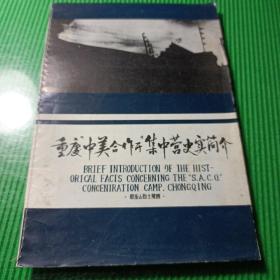 重庆"中美合作所"集中营史实简介
BRIEF INTRODUCTION OF THE HIST-
ORICAL FACTS CONCERNING THE "S.A.C.O."
CONCENTRATION CAMP, CHONGQING